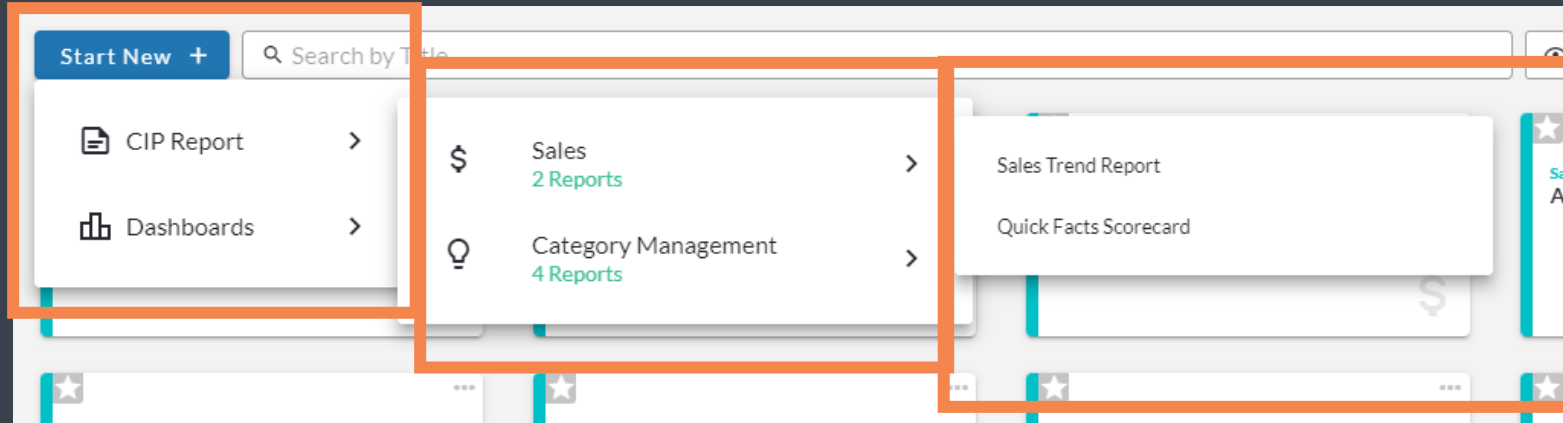 Start New +
Search by Title
CIP Report
Dashboards
Sales
2 Reports
Category Management
4 Reports
Sales Trend Report
Quick Facts Scorecard
$
Sa
A